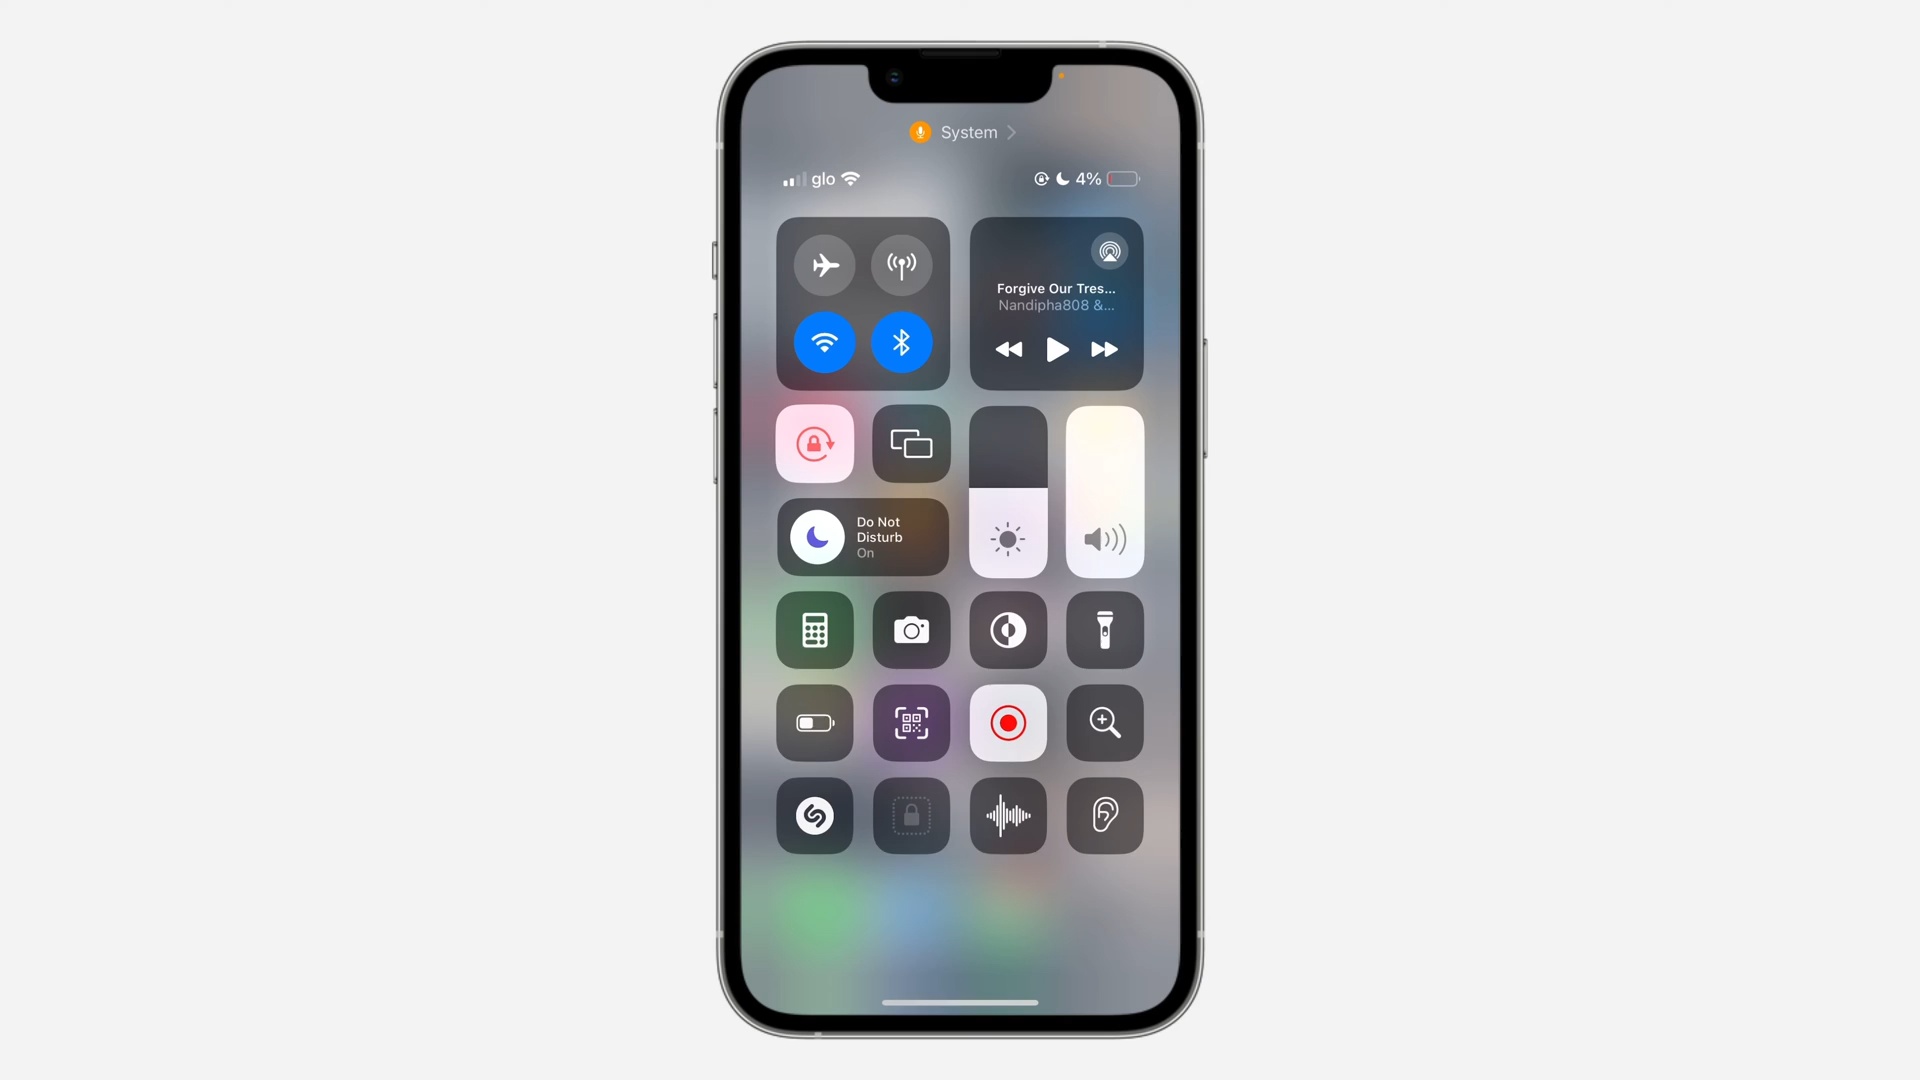 System
glo
4%
Forgive Our Tres...
Nandipha808 &...
Do Not
Disturb
On